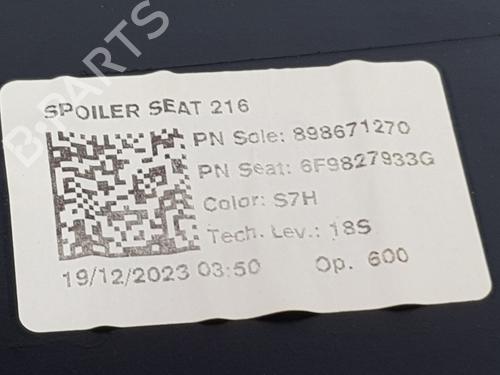 B-PARTS
SPOILER SEAT 216
PN Sole: 898671270
PN Seat: 6F9827933G
Color: S7H
Tech. Lev.: 18S
19/12/2023 03:50 Op. 600